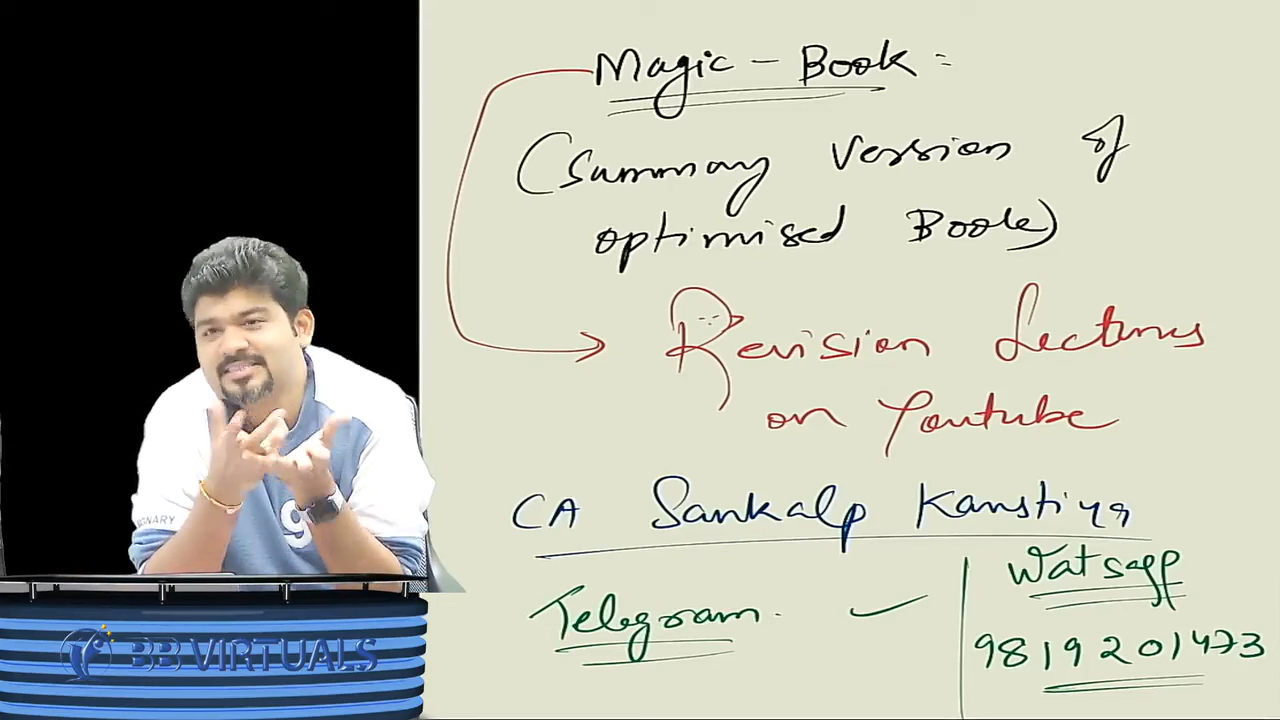 Magic - Book :
(Summary Version of
optimised Book)
Revision Lectures
on Youtube
CA Sankalp Kanstiya
Telegram.
Watsapp
9819201473
9
BB VIRTUALS